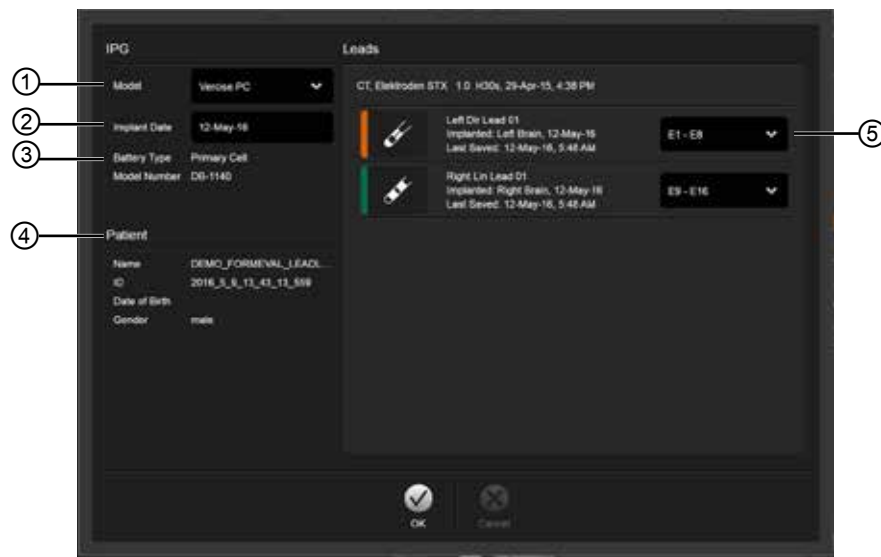 IPG
Leads
①
Model
Verose PC
CT, Elektroden STX 1.0 H30s, 29-Apr-15, 4:38 PM
②
Implant Date
12-May-16
Left Dir Lead 01
Implanted: Left Brain, 12-May-16
Last Saved: 12-May-16, 5:48 AM
E1 - E8
⑤
③
Battery Type Primary Cell
Model Number DB-1140
Right Lin Lead 01
Implanted: Right Brain, 12-May-16
Last Saved: 12-May-16, 5:48 AM
E9 - E16
④
Patient
Name DEMO_FORMEVAL_LEADL...
ID 2016_5_9_13_43_13_559
Date of Birth
Gender male
OK
Cancel